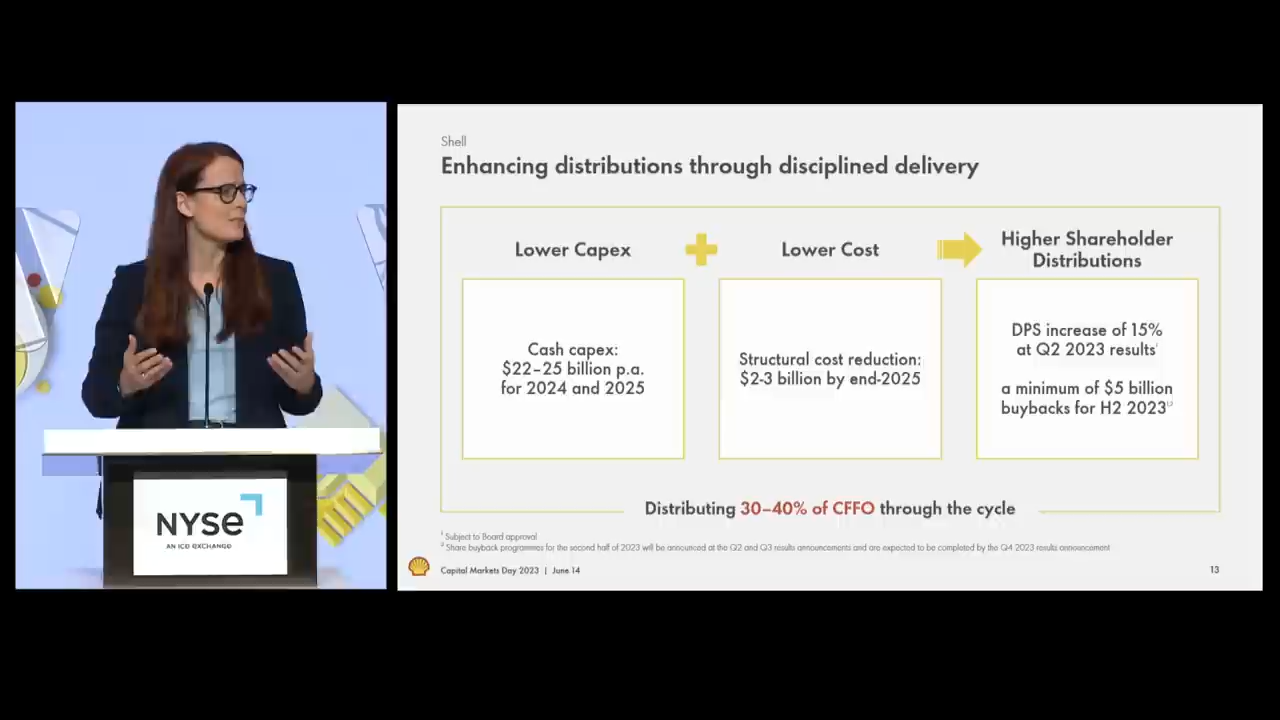 NYSE
Shell
Enhancing distributions through disciplined delivery
Lower Capex
Lower Cost
Higher Shareholder
Distributions
Cash capex:
$22–25 billion p.a.
for 2024 and 2025
Structural cost reduction:
$2-3 billion by end-2025
DPS increase of 15%
at Q2 2023 results¹
a minimum of $5 billion
buybacks for H2 2023
Distributing 30–40% of CFFO through the cycle
¹ Subject to Board approval
² Share buyback programmes for the second half of 2023 will be announced at the Q2 and Q3 results announcements and are expected to be completed by the Q4 2023 results announcement
Capital Markets Day 2023 | June 14
13